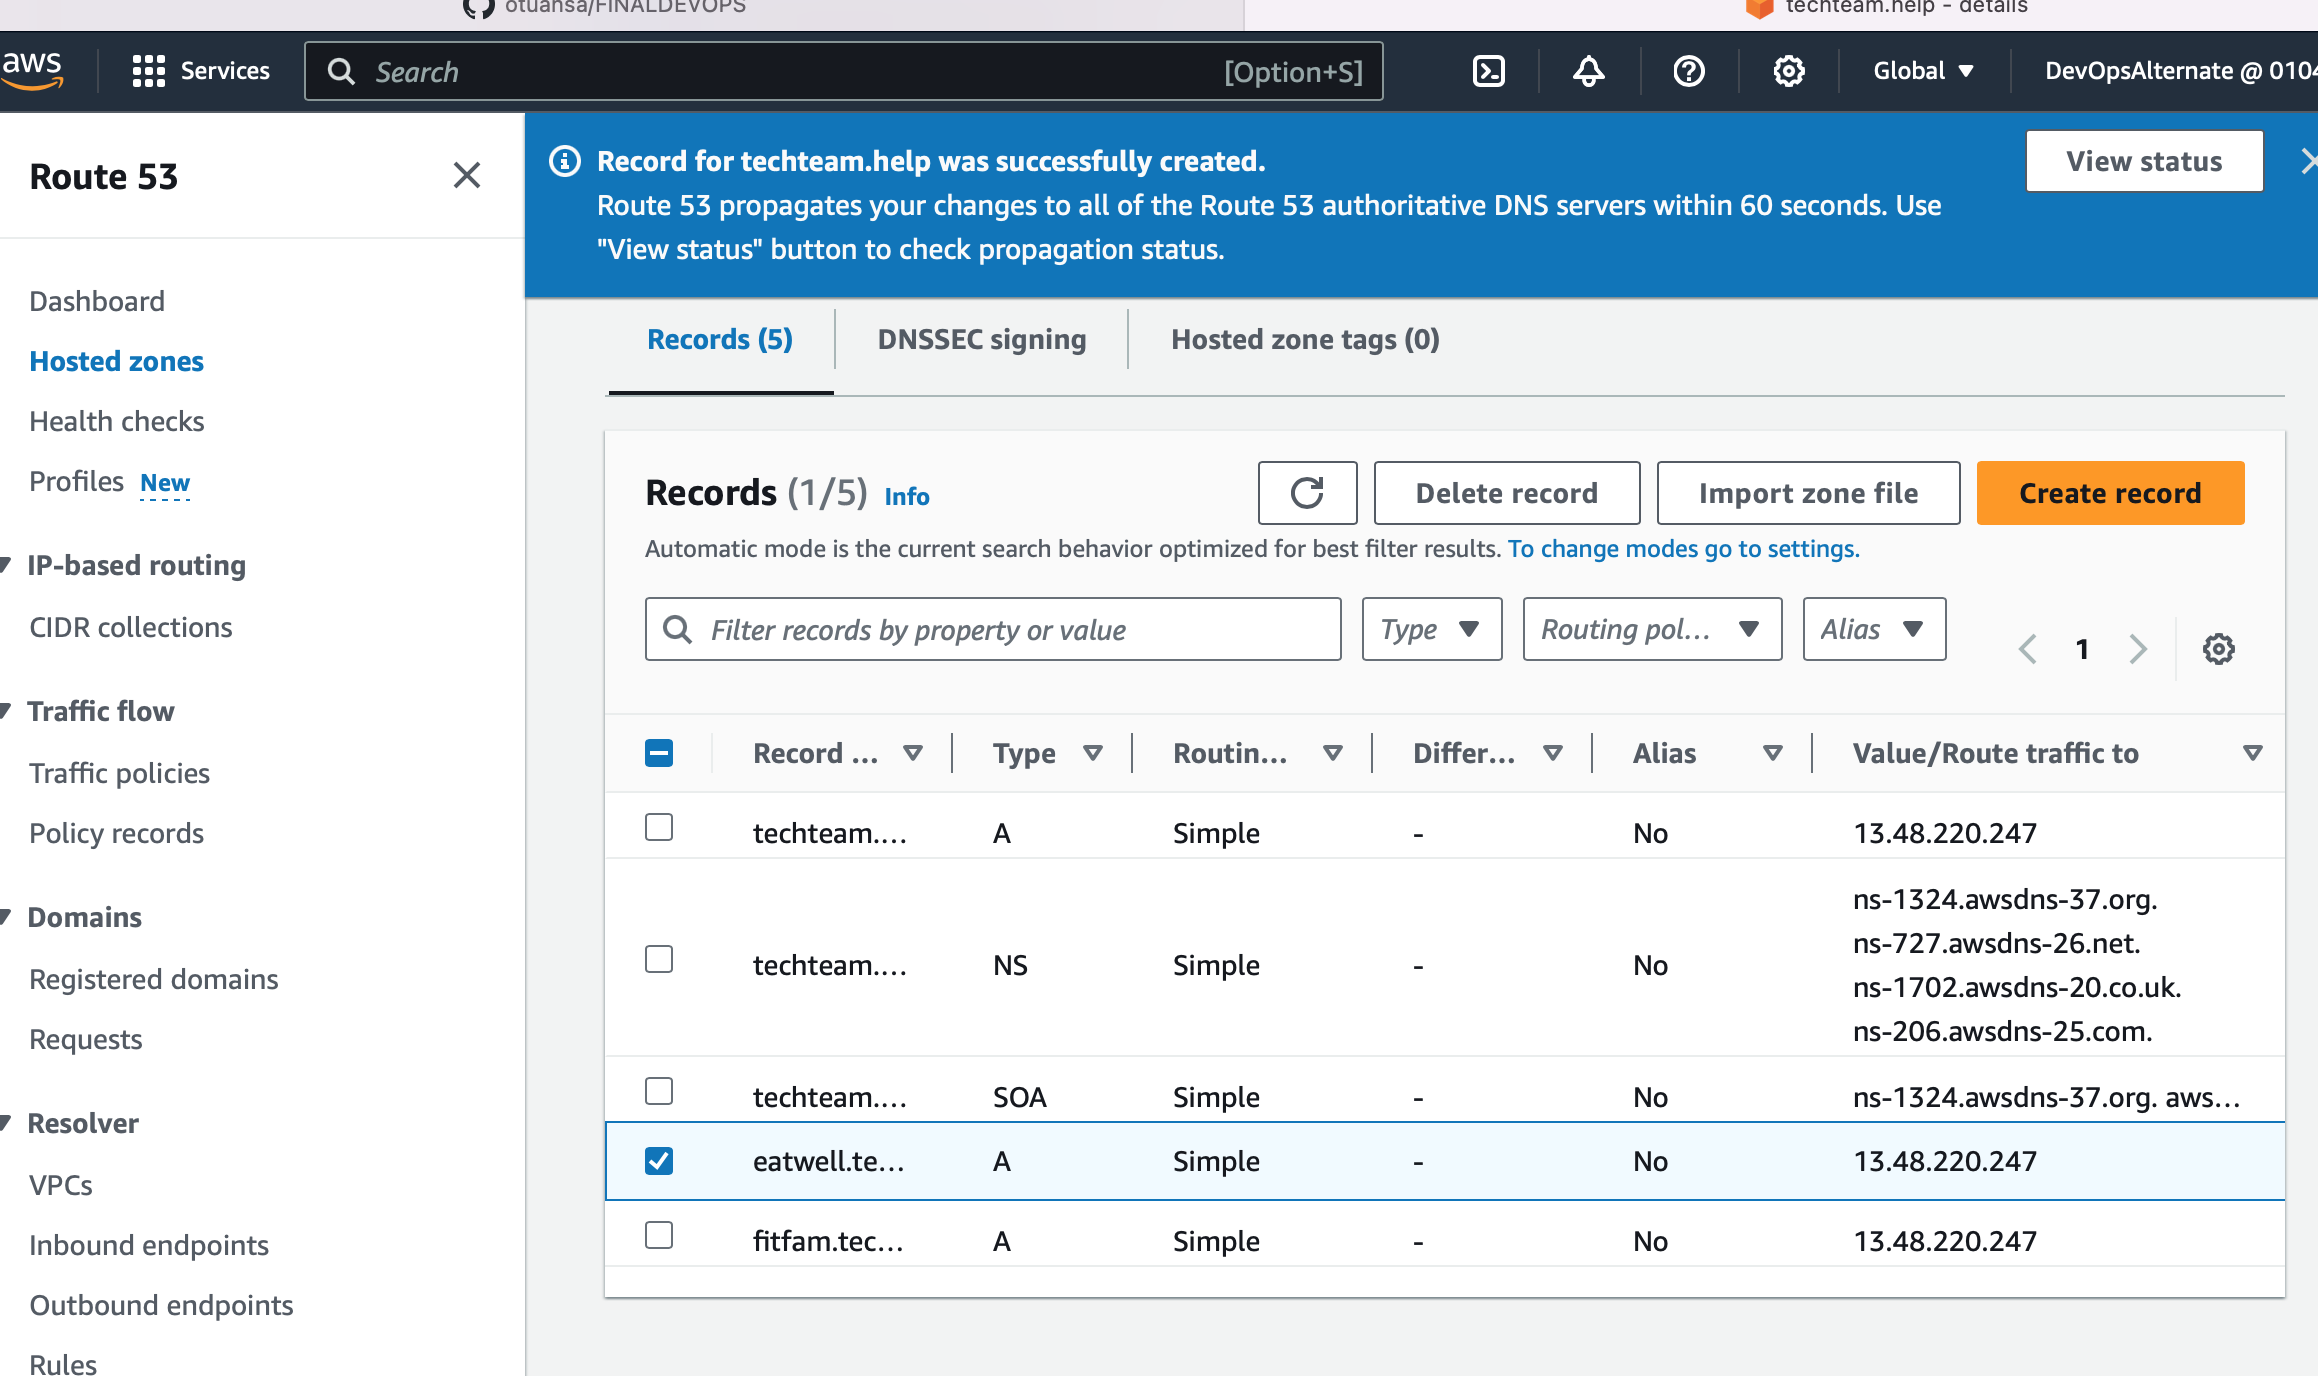 otuansa/FINALDEVOPS
techteam.help - details
aws
Services
Search
[Option+S]
Global
DevOpsAlternate @ 0104
Route 53
Dashboard
Hosted zones
Health checks
Profiles New
IP-based routing
CIDR collections
Traffic flow
Traffic policies
Policy records
Domains
Registered domains
Requests
Resolver
VPCs
Inbound endpoints
Outbound endpoints
Rules
Record for techteam.help was successfully created.
Route 53 propagates your changes to all of the Route 53 authoritative DNS servers within 60 seconds. Use
"View status" button to check propagation status.
View status
Records (5)
DNSSEC signing
Hosted zone tags (0)
Records (1/5) Info
Delete record
Import zone file
Create record
Automatic mode is the current search behavior optimized for best filter results. To change modes go to settings.
Filter records by property or value
Type
Routing pol...
Alias
1
Record ... Type Routin... Differ... Alias Value/Route traffic to
techteam.... A Simple - No 13.48.220.247
techteam.... NS Simple - No
ns-1324.awsdns-37.org.
ns-727.awsdns-26.net.
ns-1702.awsdns-20.co.uk.
ns-206.awsdns-25.com.
techteam.... SOA Simple - No ns-1324.awsdns-37.org. aws...
eatwell.te... A Simple - No 13.48.220.247
fitfam.tec... A Simple - No 13.48.220.247